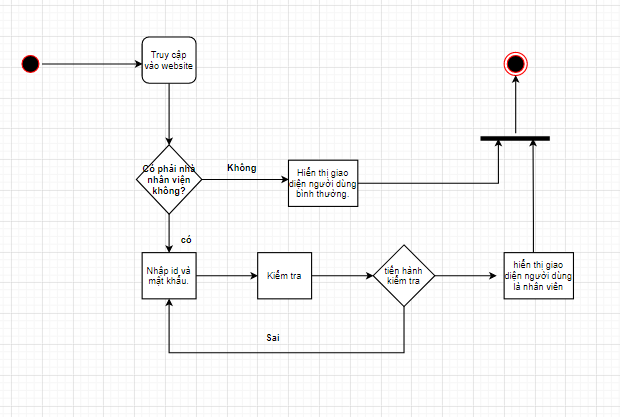 Truy cập
vào website
Có phải nhà
nhân viện
không?
Không
Hiển thị giao
diện người dùng
bình thường.
có
Nhập id và
mật khẩu.
Kiểm tra
tiến hành
kiểm tra
hiển thị giao
diện người dùng
là nhân viên
Sai